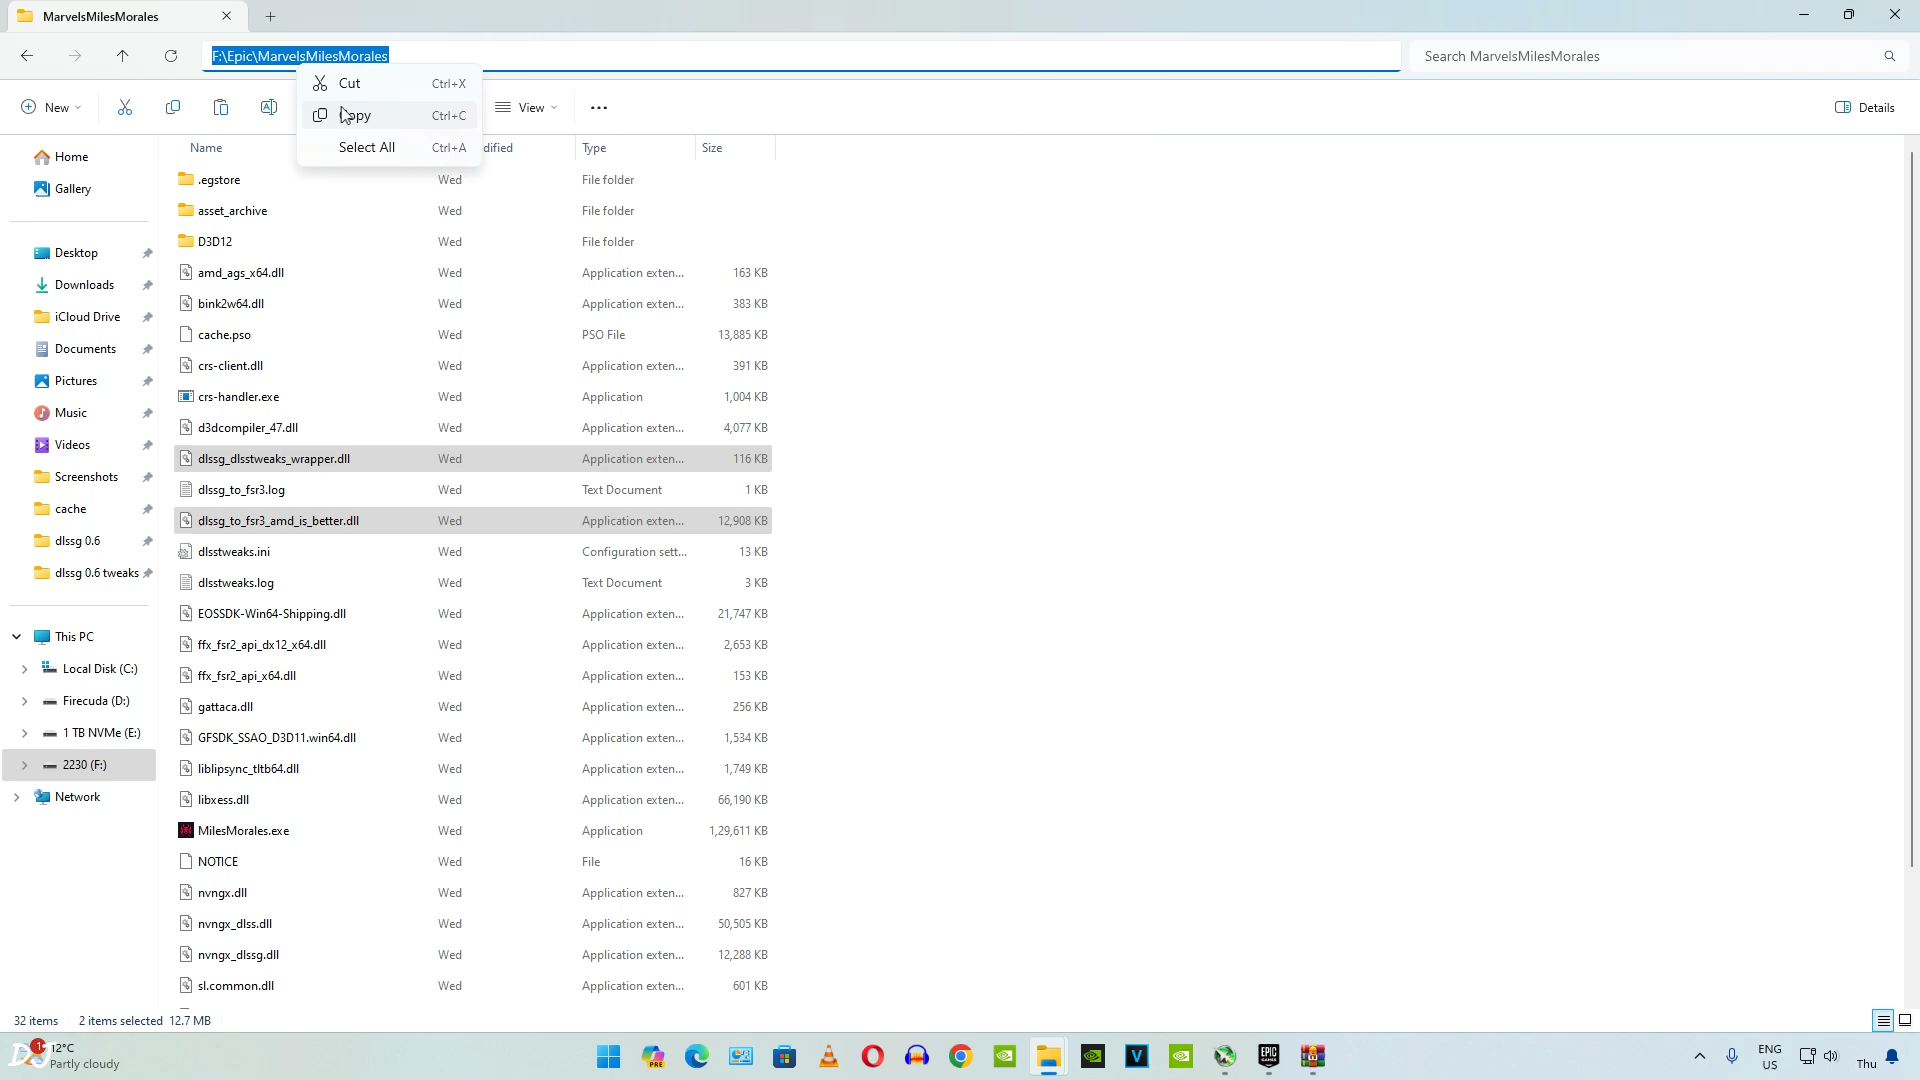 MarvelsMilesMorales
F:\Epic\MarvelsMilesMorales
Search MarvelsMilesMorales
Cut Ctrl+X
Copy Ctrl+C
Select All Ctrl+A
New
View
Details
Name
dified
Type
Size
Home
Gallery
Desktop
Downloads
iCloud Drive
Documents
Pictures
Music
Videos
Screenshots
cache
dlssg 0.6
dlssg 0.6 tweaks
This PC
Local Disk (C:)
Firecuda (D:)
1 TB NVMe (E:)
2230 (F:)
Network
.egstore Wed File folder
asset_archive Wed File folder
D3D12 Wed File folder
amd_ags_x64.dll Wed Application exten... 163 KB
bink2w64.dll Wed Application exten... 383 KB
cache.pso Wed PSO File 13,885 KB
crs-client.dll Wed Application exten... 391 KB
crs-handler.exe Wed Application 1,004 KB
d3dcompiler_47.dll Wed Application exten... 4,077 KB
dlssg_dlsstweaks_wrapper.dll Wed Application exten... 116 KB
dlssg_to_fsr3.log Wed Text Document 1 KB
dlssg_to_fsr3_amd_is_better.dll Wed Application exten... 12,908 KB
dlsstweaks.ini Wed Configuration sett... 13 KB
dlsstweaks.log Wed Text Document 3 KB
EOSSDK-Win64-Shipping.dll Wed Application exten... 21,747 KB
ffx_fsr2_api_dx12_x64.dll Wed Application exten... 2,653 KB
ffx_fsr2_api_x64.dll Wed Application exten... 153 KB
gattaca.dll Wed Application exten... 256 KB
GFSDK_SSAO_D3D11.win64.dll Wed Application exten... 1,534 KB
liblipsync_tltb64.dll Wed Application exten... 1,749 KB
libxess.dll Wed Application exten... 66,190 KB
MilesMorales.exe Wed Application 1,29,611 KB
NOTICE Wed File 16 KB
nvngx.dll Wed Application exten... 827 KB
nvngx_dlss.dll Wed Application exten... 50,505 KB
nvngx_dlssg.dll Wed Application exten... 12,288 KB
sl.common.dll Wed Application exten... 601 KB
32 items 2 items selected 12.7 MB
1
12°C
Partly cloudy
PRE
EPIC
GAMES
V
ENG
US
Thu